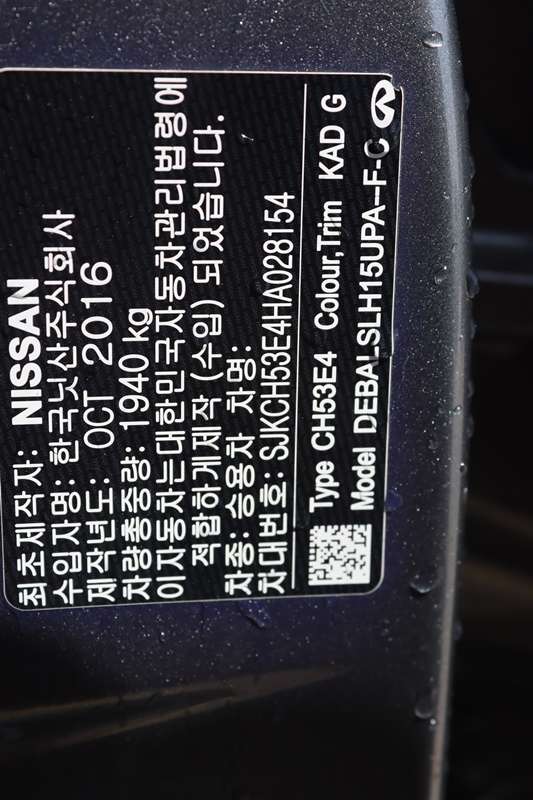 최초제작자: NISSAN
수입자명: 한국닛산주식회사
제작년도: OCT 2016
차량총중량: 1940 kg
이자동차는대한민국자동차관리법령에
적합하게제작 (수입) 되었습니다.
차종: 승용차 차명:
차대번호: SJKCH53E4HA028154
Type CH53E4 Colour,Trim KAD G
Model DEBALSLH15UPA--F-C